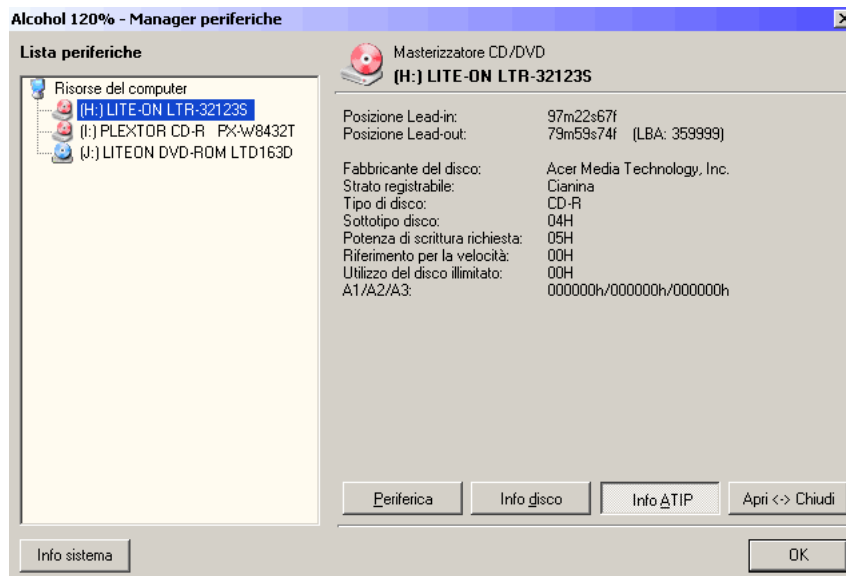 Alcohol 120% - Manager periferiche
Lista periferiche
Risorse del computer
(H:) LITE-ON LTR-32123S
(I:) PLEXTOR CD-R PX-W8432T
(J:) LITEON DVD-ROM LTD163D
Masterizzatore CD/DVD
(H:) LITE-ON LTR-32123S
Posizione Lead-in: 97m22s67f
Posizione Lead-out: 79m59s74f (LBA: 359999)
Fabbricante del disco: Acer Media Technology, Inc.
Strato registrabile: Cianina
Tipo di disco: CD-R
Sottotipo disco: 04H
Potenza di scrittura richiesta: 05H
Riferimento per la velocità: 00H
Utilizzo del disco illimitato: 00H
A1/A2/A3: 000000h/000000h/000000h
Periferica Info disco Info ATIP Apri <-> Chiudi
Info sistema OK